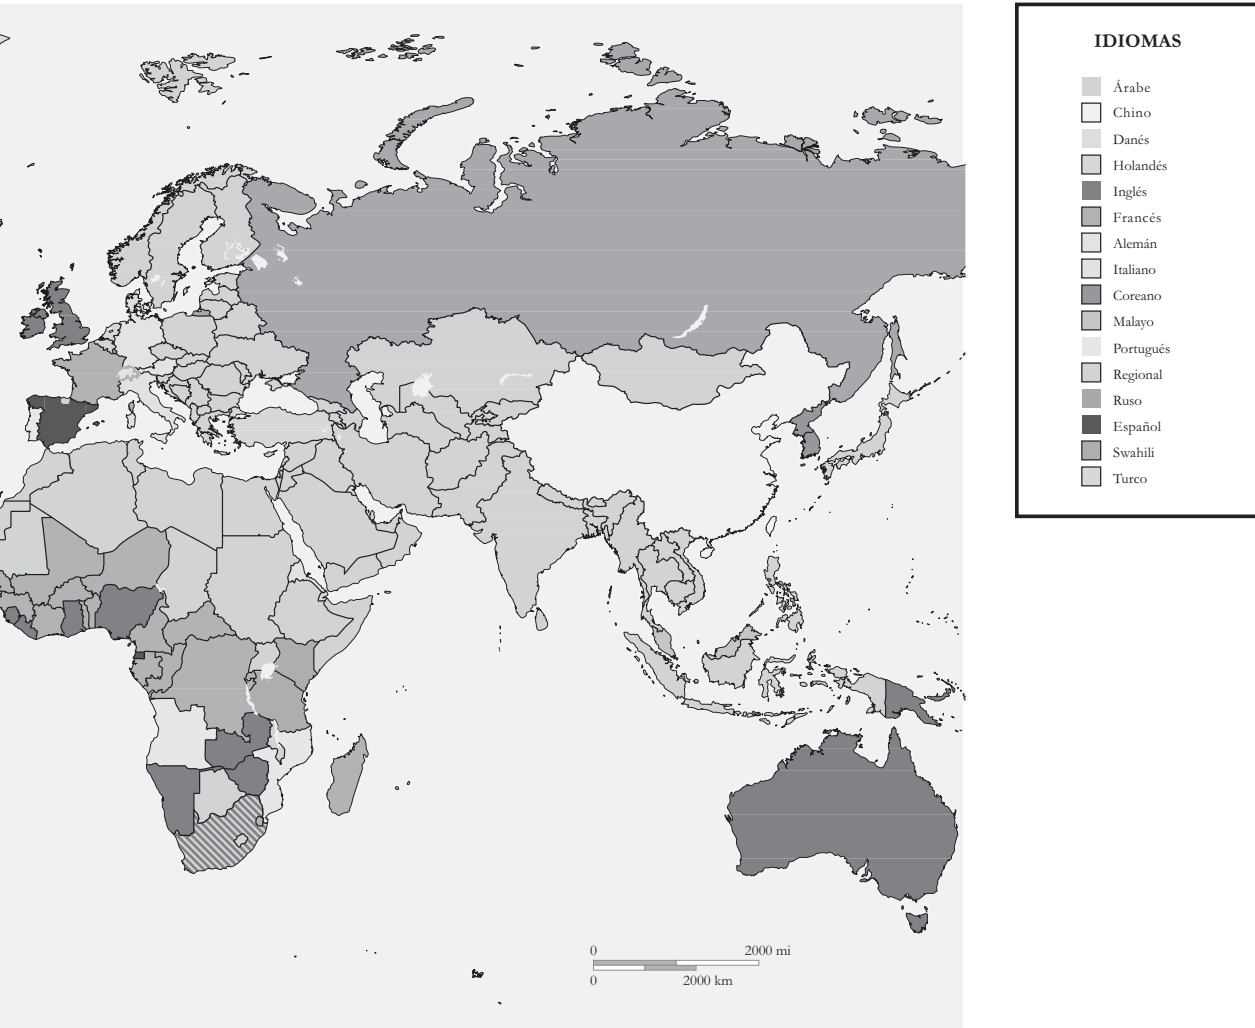 IDIOMAS
Árabe
Chino
Danés
Holandés
Inglés
Francés
Alemán
Italiano
Coreano
Malayo
Portugués
Regional
Ruso
Español
Swahili
Turco
0 2000 mi
0 2000 km